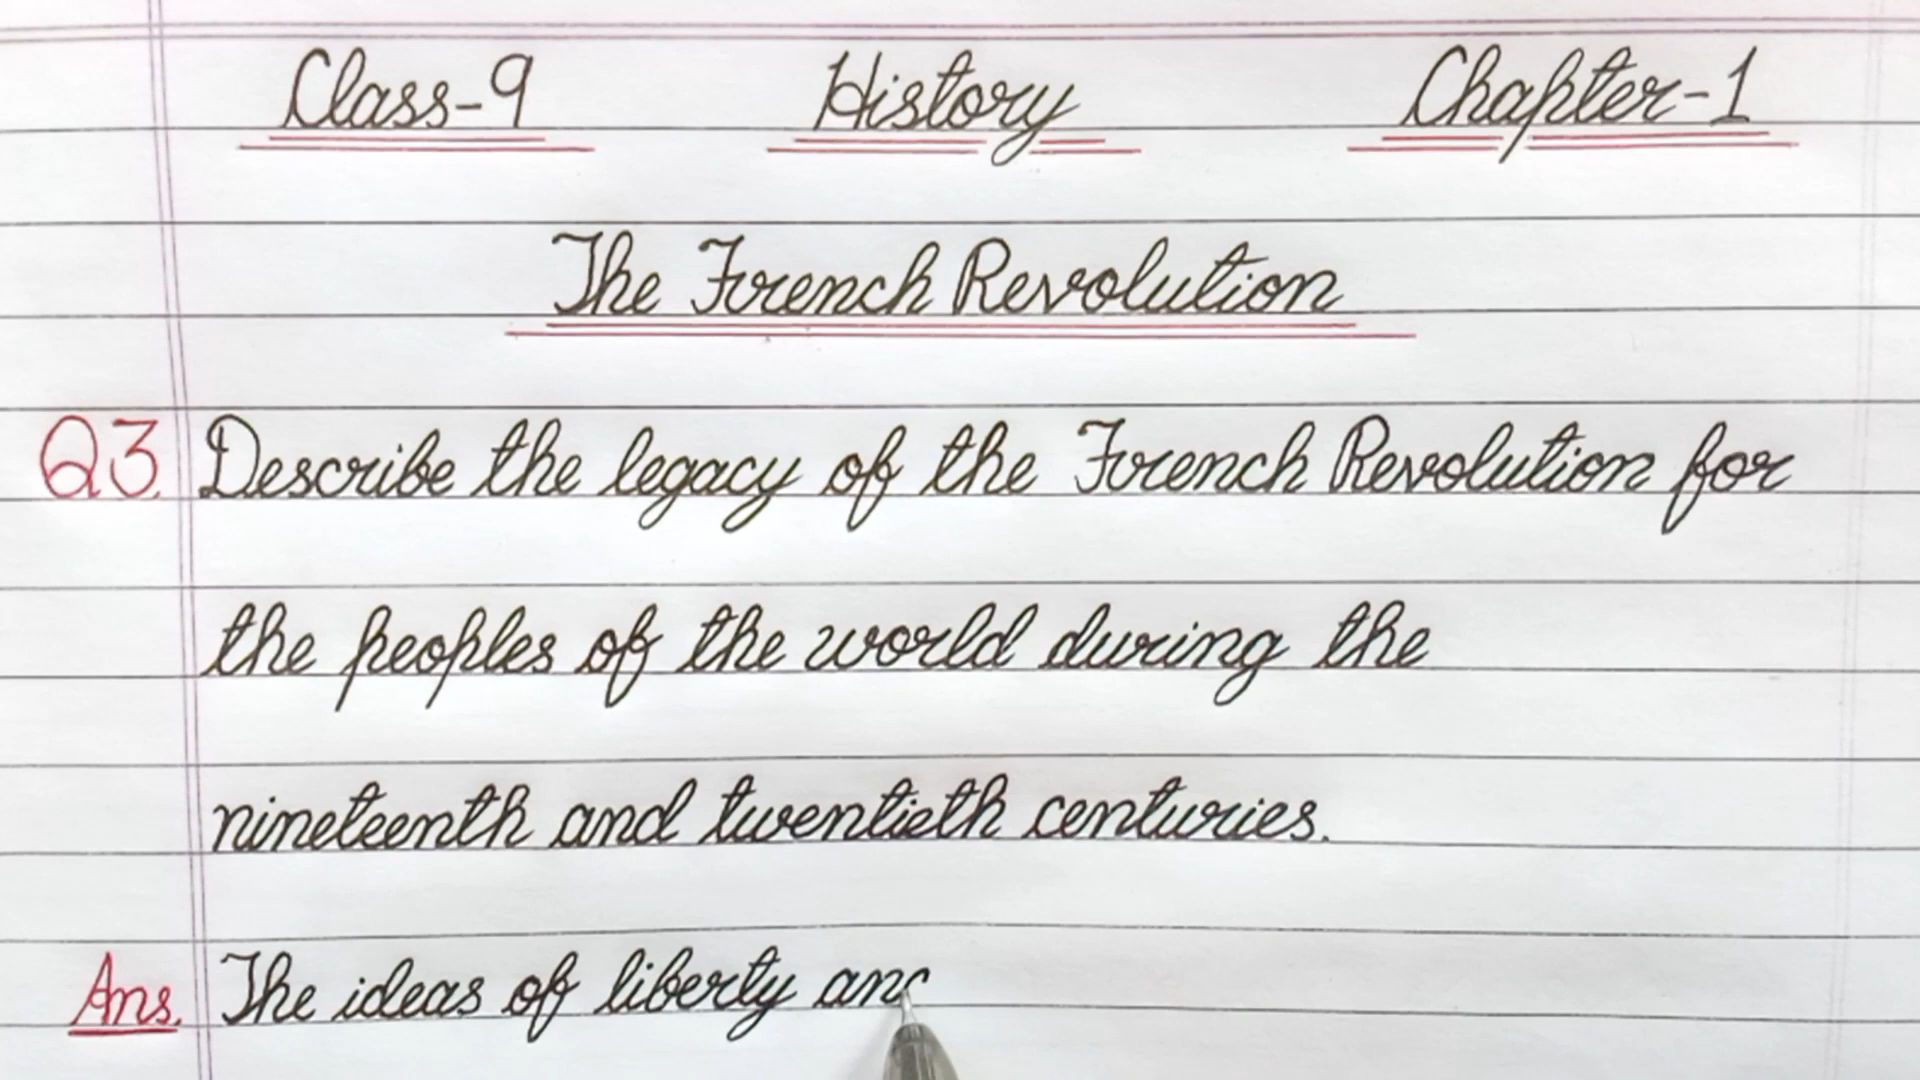 Class-9 History Chapter-1
The French Revolution
Q3. Describe the legacy of the French Revolution for
the peoples of the world during the
nineteenth and twentieth centuries.
Ans. The ideas of liberty